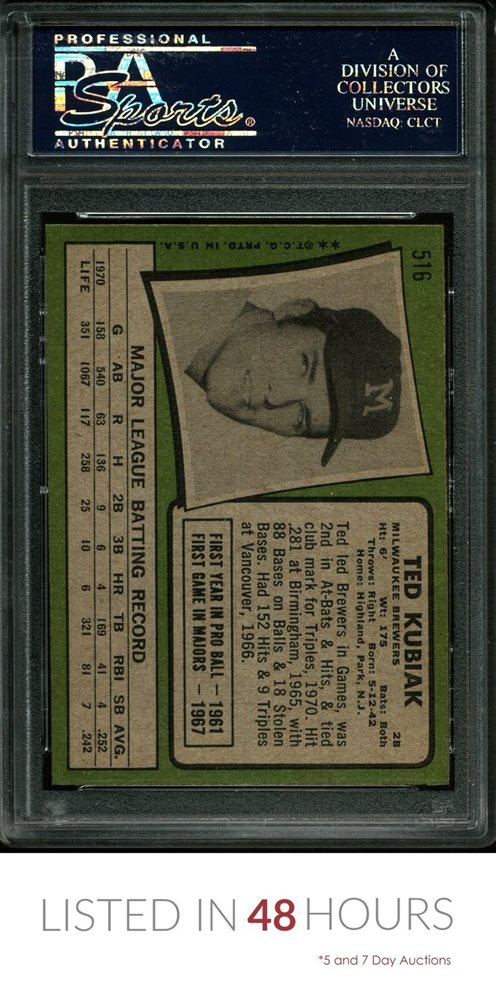 PROFESSIONAL
PSA
Sports®
AUTHENTICATOR
A
DIVISION OF
COLLECTORS
UNIVERSE
NASDAQ: CLCT
516
TED KUBIAK
MILWAUKEE BREWERS 2B
Ht: 6' Wt: 175 Bats: Both
Throws: Right Born: 5-12-42
Home: Highland, Park, N.J.
Ted led Brewers in Games, was
2nd in At-Bats & Hits, & tied
club mark for Triples, 1970 Hit
.281 at Birmingham, 1965, with
88 Bases on Balls & 18 Stolen
Bases. Had 152 Hits & 9 Triples
at Vancouver, 1966.
FIRST YEAR IN PRO BALL — 1961
FIRST GAME IN MAJORS — 1967
M
MAJOR LEAGUE BATTING RECORD
G AB R H 2B 3B HR TB RBI SB AVG.
1970 158 540 63 136 9 6 4 169 41 4 .252
LIFE 351 1067 117 258 25 10 6 321 81 7 .242
** ©T.C.G. PRTD. IN U.S.A.
LISTED IN 48 HOURS
*5 and 7 Day Auctions